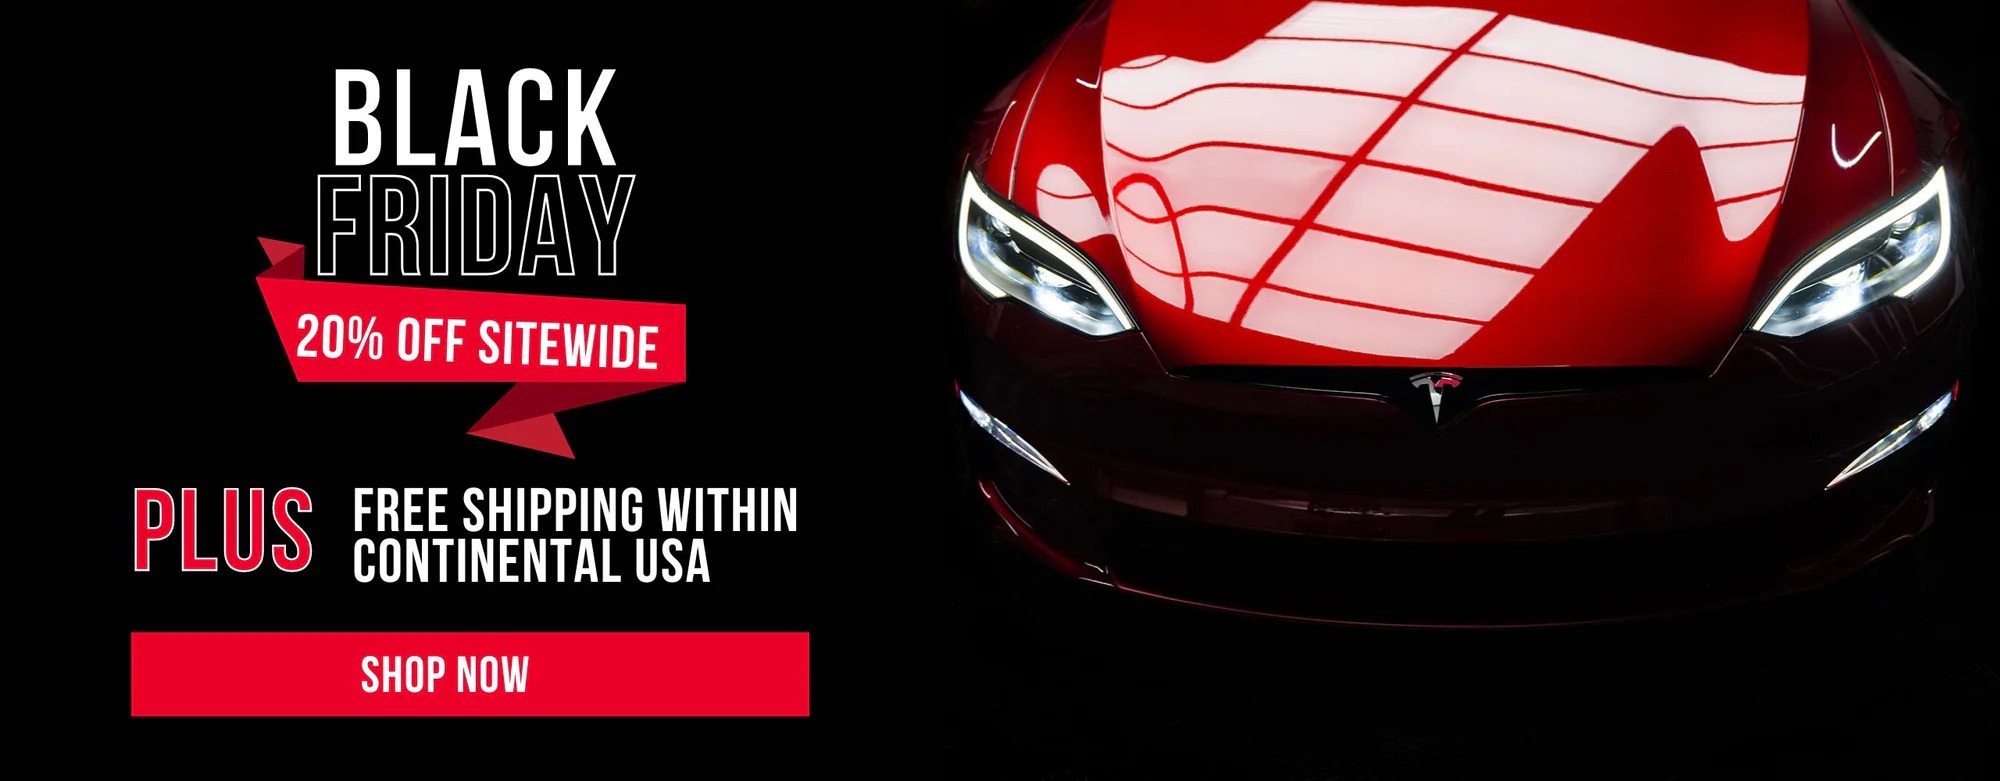 BLACK
FRIDAY
20% OFF SITEWIDE
PLUS
FREE SHIPPING WITHIN
CONTINENTAL USA
SHOP NOW